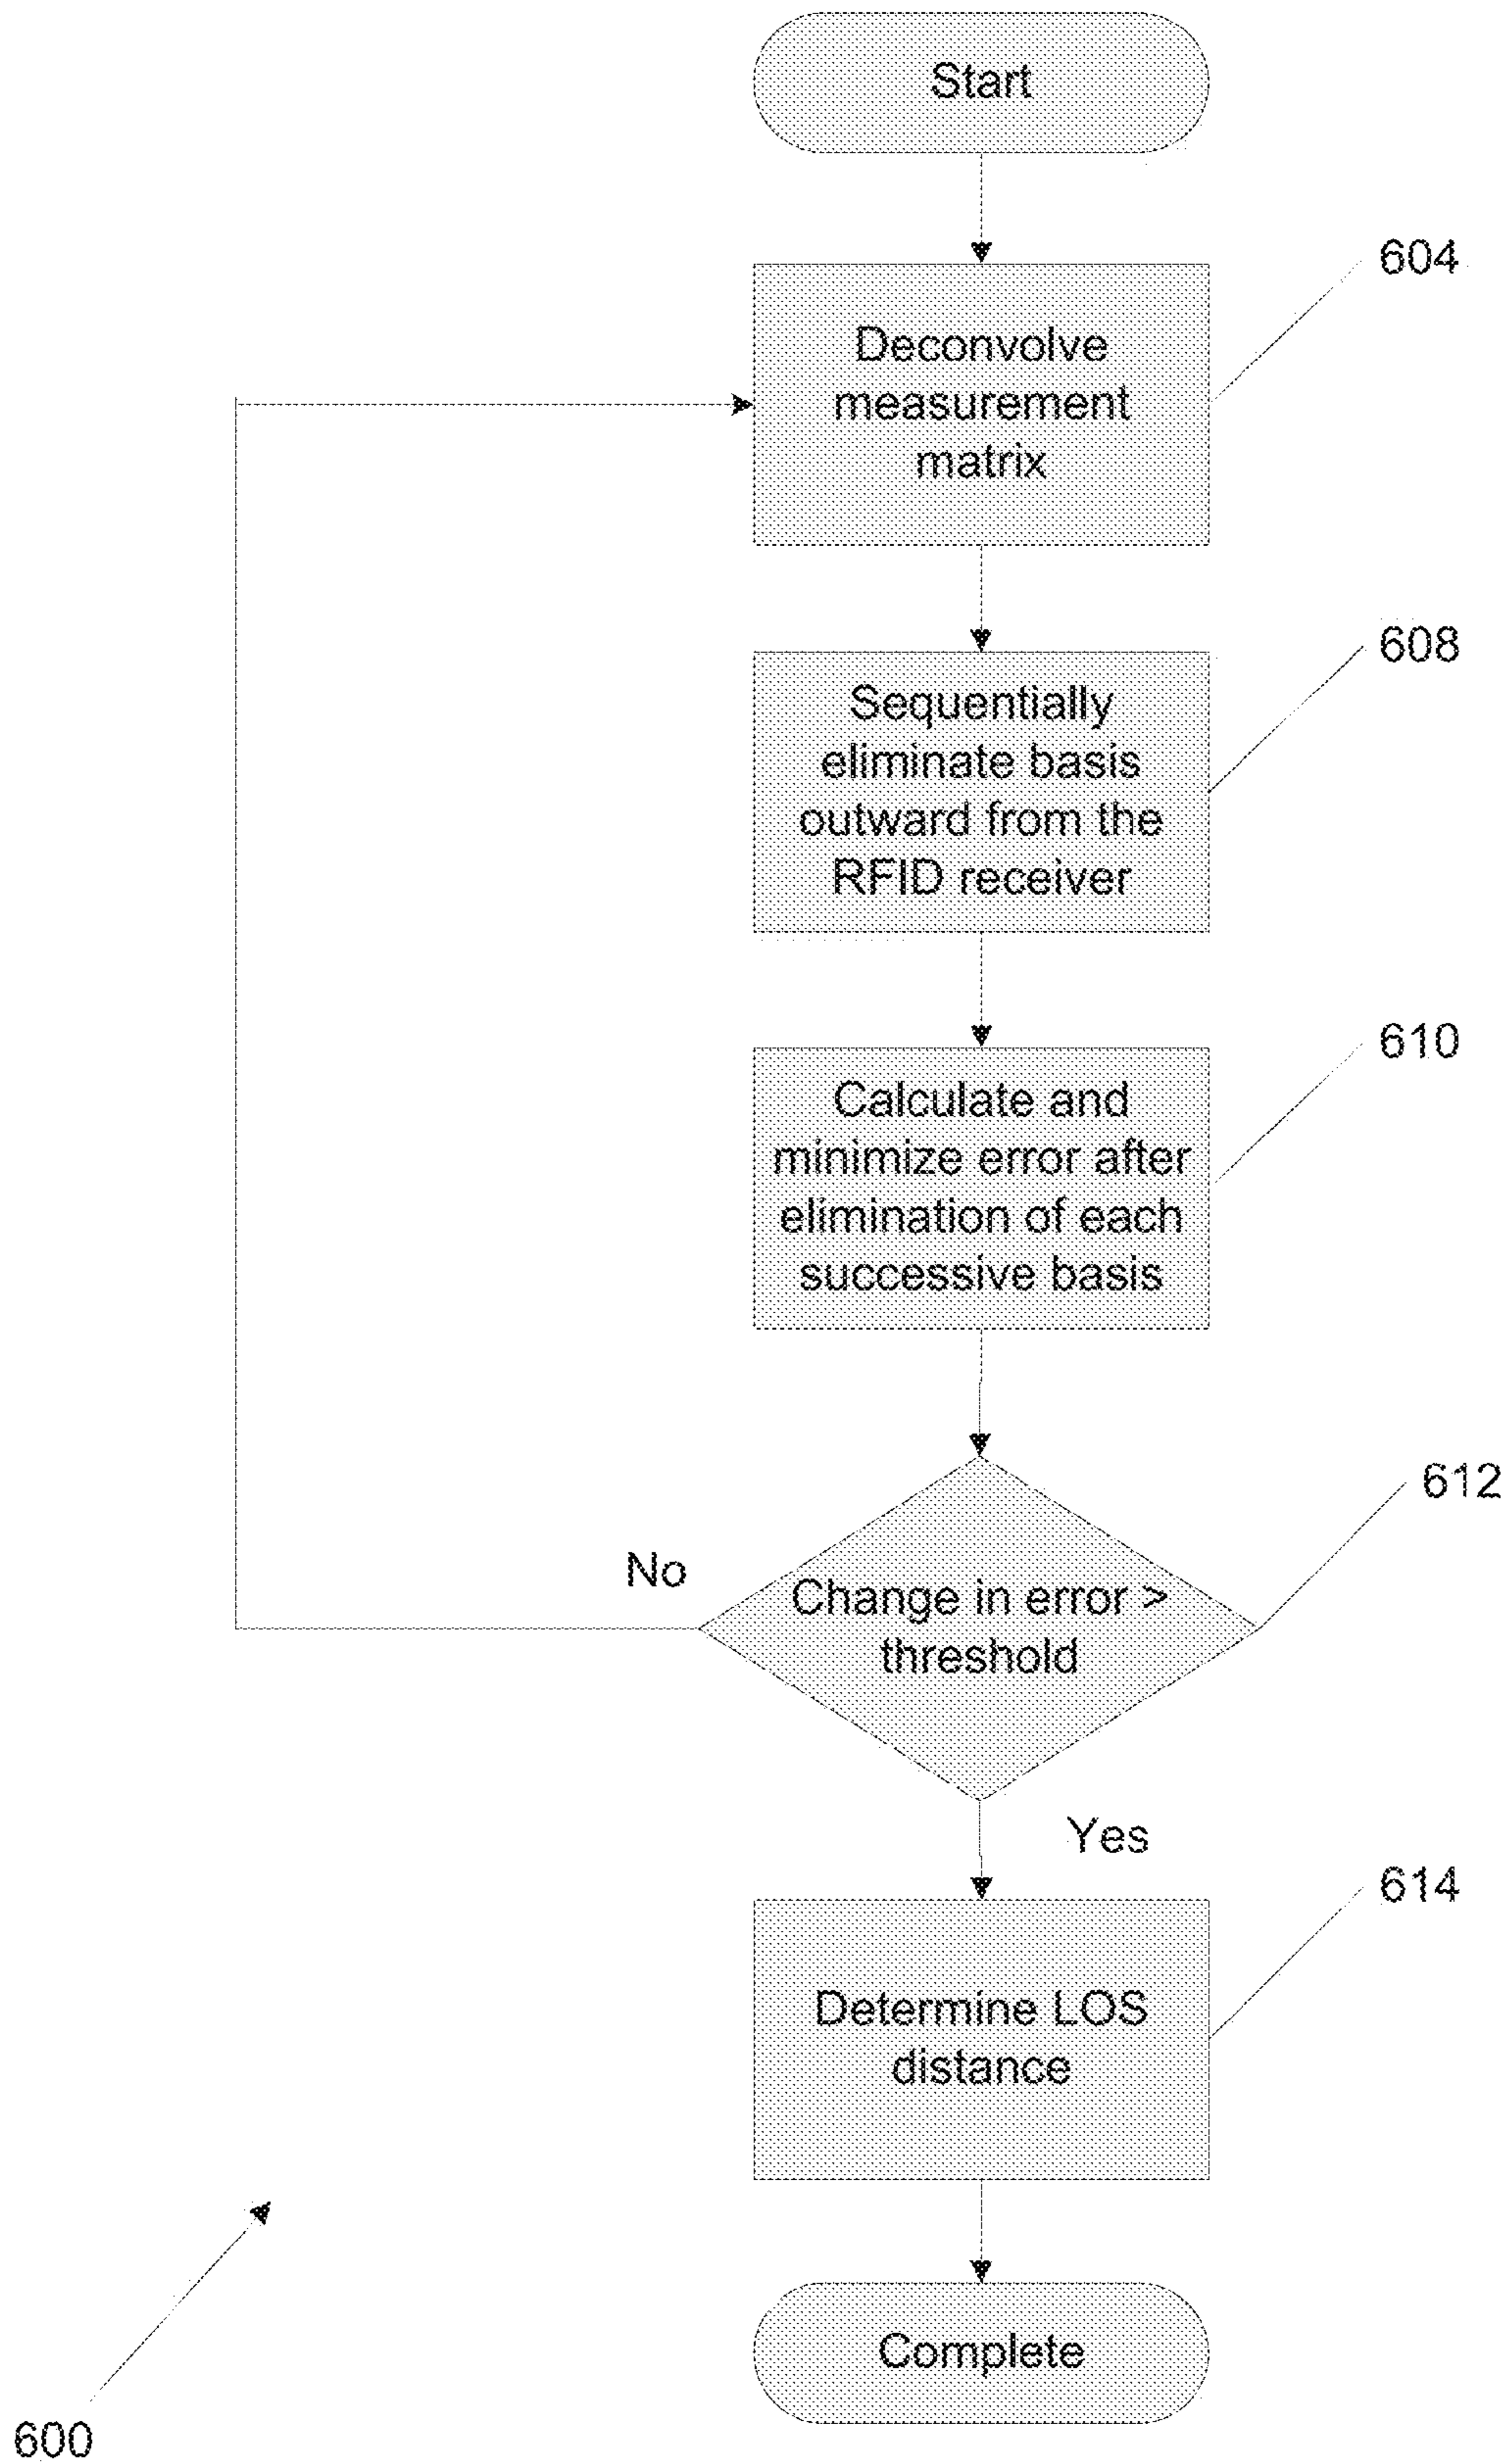 Start
604
Deconvolve
measurement
matrix
608
Sequentially
eliminate basis
outward from the
RFID receiver
610
Calculate and
minimize error after
elimination of each
successive basis
612
No
Change in error >
threshold
Yes
614
Determine LOS
distance
Complete
600